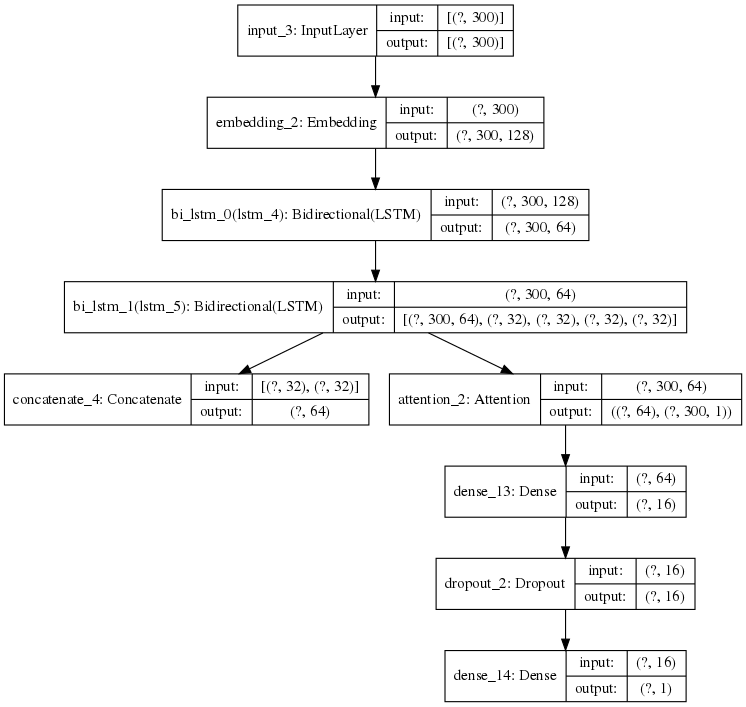 input_3: InputLayer
input:
[(?, 300)]
output:
[(?, 300)]
embedding_2: Embedding
input:
(?, 300)
output:
(?, 300, 128)
bi_lstm_0(lstm_4): Bidirectional(LSTM)
input:
(?, 300, 128)
output:
(?, 300, 64)
bi_lstm_1(lstm_5): Bidirectional(LSTM)
input:
(?, 300, 64)
output:
[(?, 300, 64), (?, 32), (?, 32), (?, 32), (?, 32)]
concatenate_4: Concatenate
input:
[(?, 32), (?, 32)]
output:
(?, 64)
attention_2: Attention
input:
(?, 300, 64)
output:
((?, 64), (?, 300, 1))
dense_13: Dense
input:
(?, 64)
output:
(?, 16)
dropout_2: Dropout
input:
(?, 16)
output:
(?, 16)
dense_14: Dense
input:
(?, 16)
output:
(?, 1)